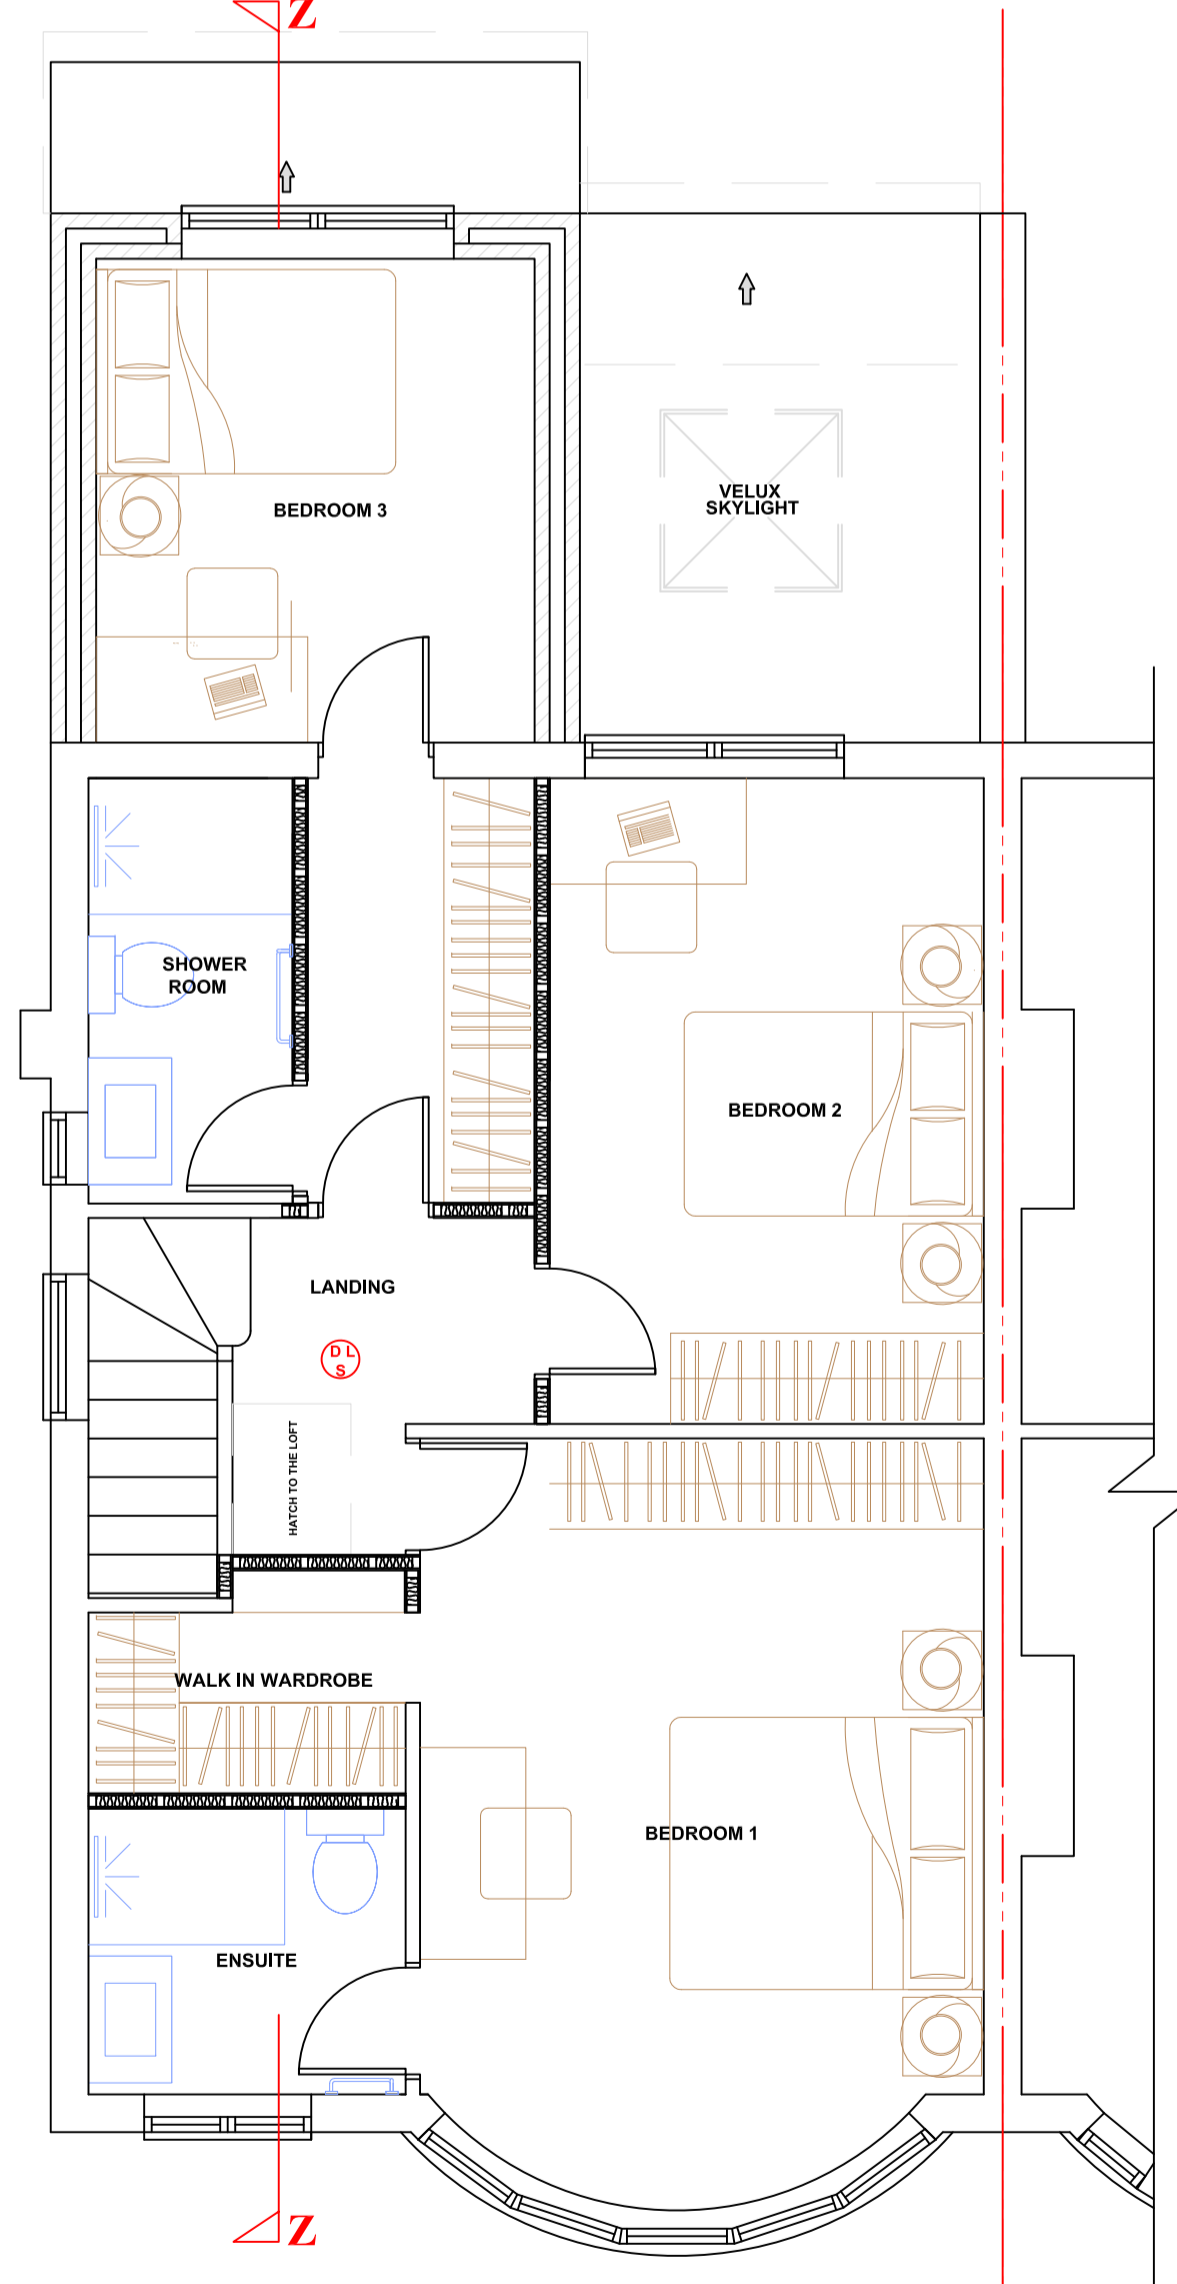 Z
BEDROOM 3
VELUX
SKYLIGHT
SHOWER
ROOM
BEDROOM 2
LANDING
D L
S
HATCH TO THE LOFT
WALK IN WARDROBE
BEDROOM 1
ENSUITE
Z